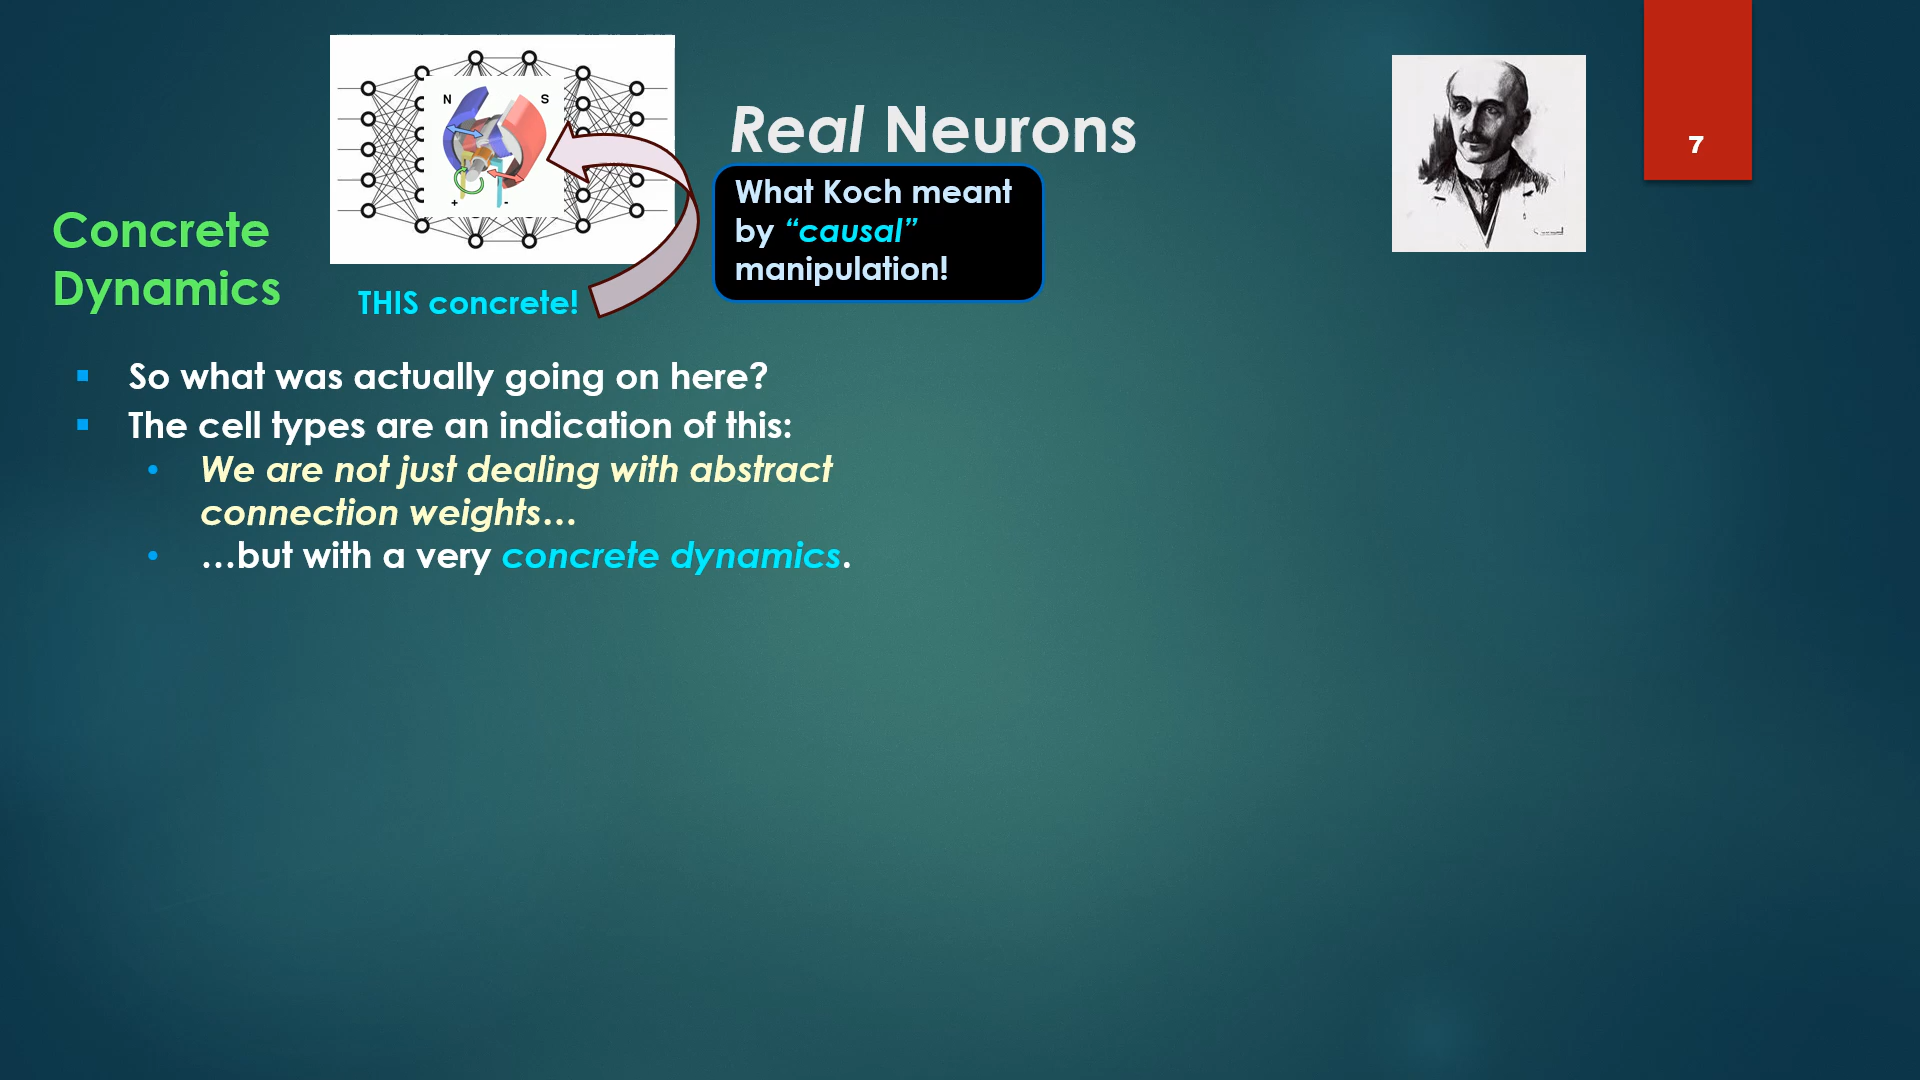 Real Neurons
7
N
S
+
-
What Koch meant
by “causal”
manipulation!
Concrete
Dynamics
THIS concrete!
So what was actually going on here?
The cell types are an indication of this:
We are not just dealing with abstract
connection weights…
…but with a very concrete dynamics.